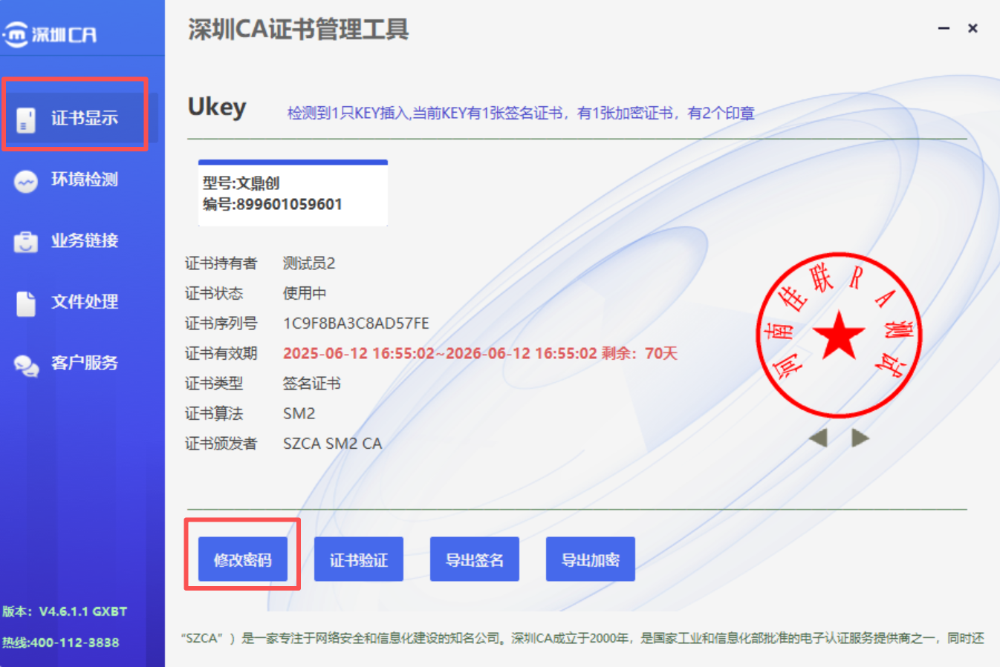 深圳CA
深圳CA证书管理工具
证书显示
环境检测
业务链接
文件处理
客户服务
版本：V4.6.1.1 GXBT
热线:400-112-3838
Ukey
检测到1只KEY插入,当前KEY有1张签名证书，有1张加密证书，有2个印章
型号:文鼎创
编号:899601059601
证书持有者 测试员2
证书状态 使用中
证书序列号 1C9F8BA3C8AD57FE
证书有效期 2025-06-12 16:55:02~2026-06-12 16:55:02 剩余：70天
证书类型 签名证书
证书算法 SM2
证书颁发者 SZCA SM2 CA
河南佳联RA测试
修改密码
证书验证
导出签名
导出加密
“SZCA”）是一家专注于网络安全和信息化建设的知名公司。深圳CA成立于2000年，是国家工业和信息化部批准的电子认证服务提供商之一，同时还